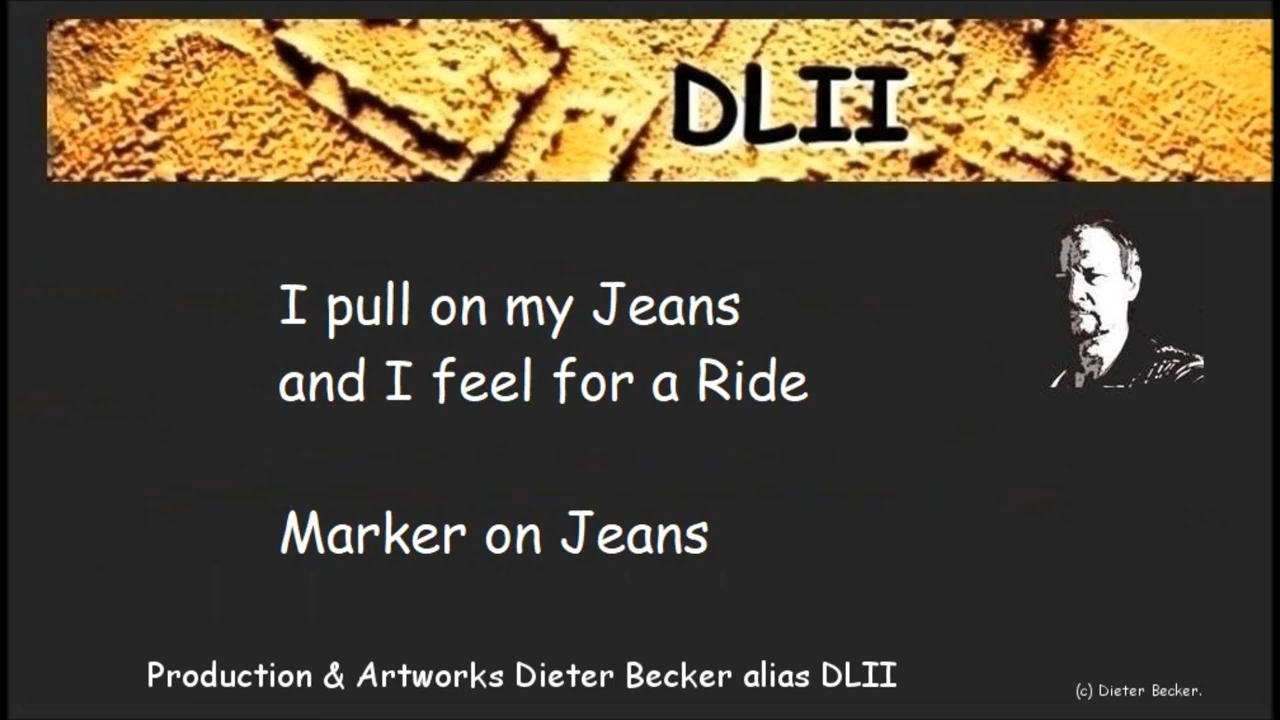 DLII
I pull on my Jeans
and I feel for a Ride
Marker on Jeans
Production & Artworks Dieter Becker alias DLII
(c) Dieter Becker.